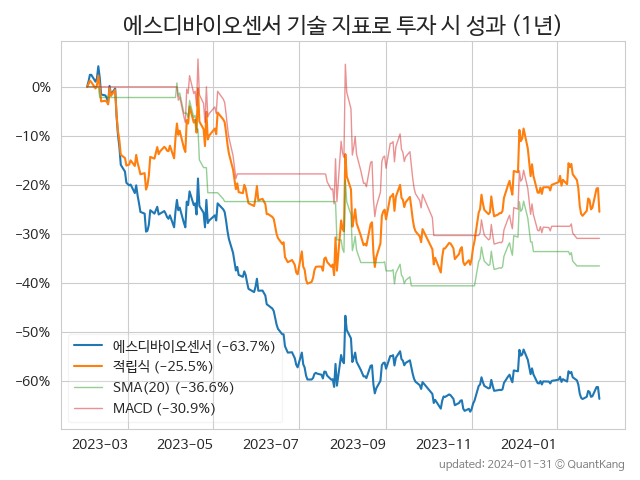 에스디바이오센서 기술 지표로 투자 시 성과 (1년)
0%
−10%
−20%
−30%
−40%
−50%
−60%
에스디바이오센서 (−63.7%)
적립식 (−25.5%)
SMA(20) (−36.6%)
MACD (−30.9%)
2023-03 2023-05 2023-07 2023-09 2023-11 2024-01
updated: 2024-01-31 © QuantKang